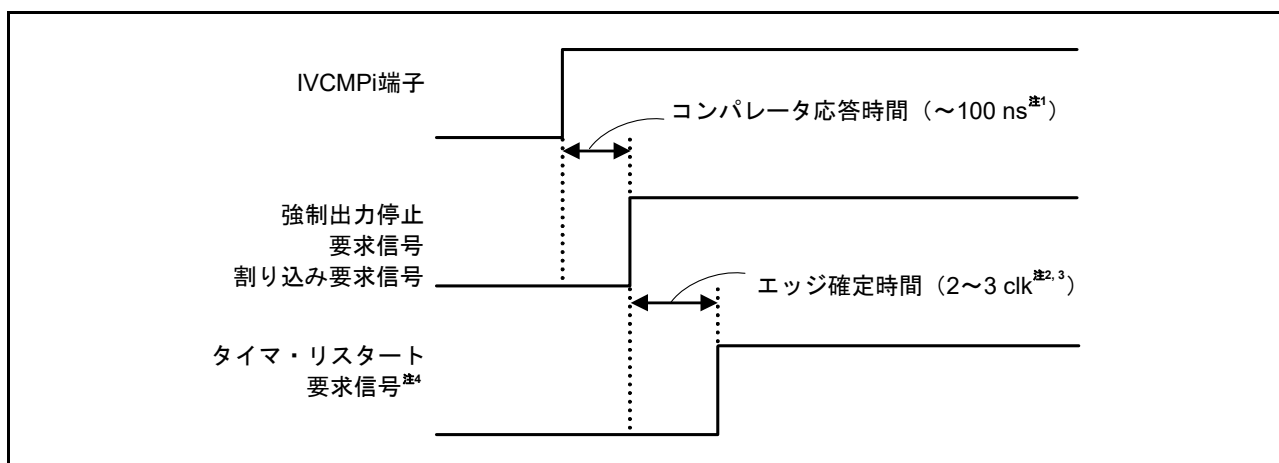 IVCMPi端子
コンパレータ応答時間（～100 ns注1）
強制出力停止
要求信号
割り込み要求信号
エッジ確定時間（2～3 clk注2, 3）
タイマ・リスタート
要求信号注4